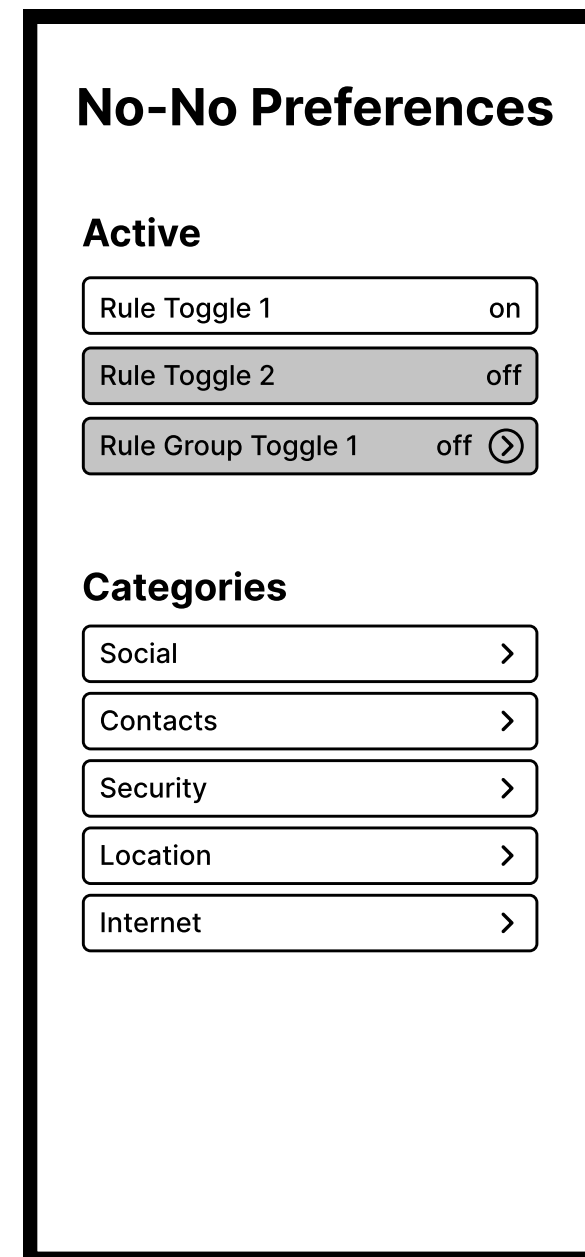 No-No Preferences
Active
Rule Toggle 1 on
Rule Toggle 2 off
Rule Group Toggle 1 off
Categories
Social
Contacts
Security
Location
Internet